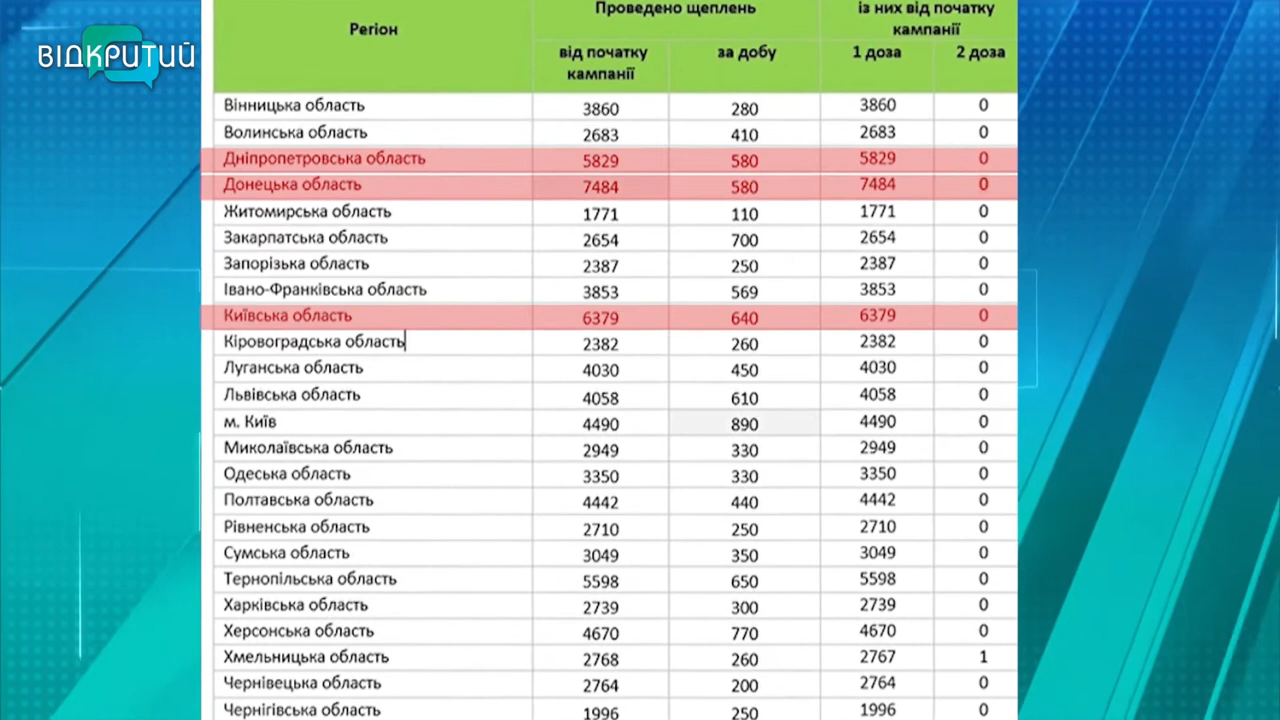 ВІДКРИТИЙ
Регіон Проведено щеплень із них від початку кампанії
від початку кампанії за добу 1 доза 2 доза
Вінницька область 3860 280 3860 0
Волинська область 2683 410 2683 0
Дніпропетровська область 5829 580 5829 0
Донецька область 7484 580 7484 0
Житомирська область 1771 110 1771 0
Закарпатська область 2654 700 2654 0
Запорізька область 2387 250 2387 0
Івано-Франківська область 3853 569 3853 0
Київська область 6379 640 6379 0
Кіровоградська область 2382 260 2382 0
Луганська область 4030 450 4030 0
Львівська область 4058 610 4058 0
м. Київ 4490 890 4490 0
Миколаївська область 2949 330 2949 0
Одеська область 3350 330 3350 0
Полтавська область 4442 440 4442 0
Рівненська область 2710 250 2710 0
Сумська область 3049 350 3049 0
Тернопільська область 5598 650 5598 0
Харківська область 2739 300 2739 0
Херсонська область 4670 770 4670 0
Хмельницька область 2768 260 2767 1
Чернівецька область 2764 200 2764 0
Чернігівська область 1996 250 1996 0